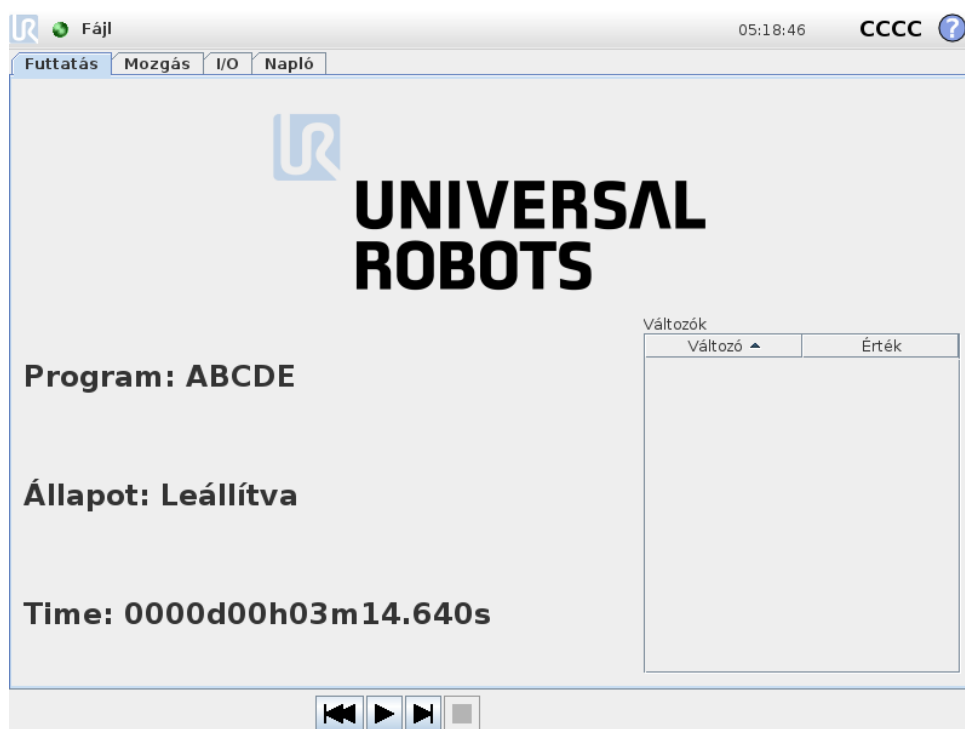 Fájl
05:18:46
CCCC
?
Futtatás
Mozgás
I/O
Napló
UR
UNIVERSAL
ROBOTS
Változók
Változó
Érték
Program: ABCDE
Állapot: Leállítva
Time: 0000d00h03m14.640s